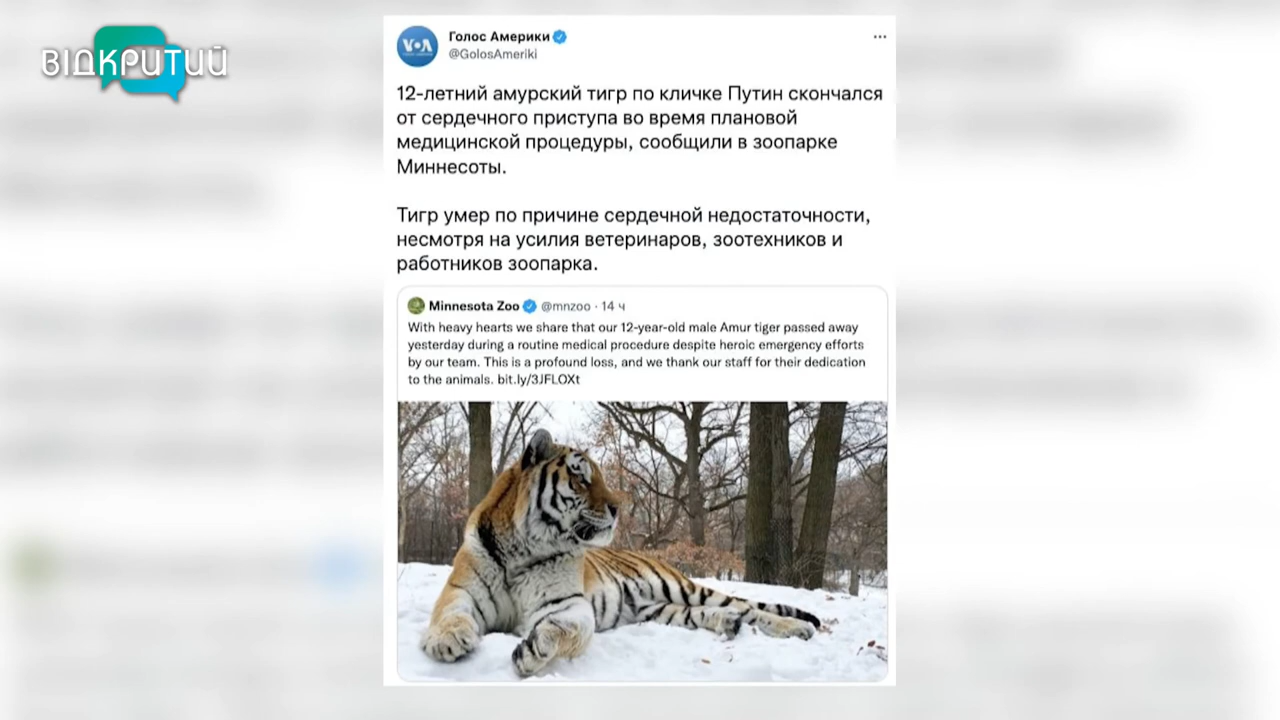 ВІДКРИТИЙ
VOA
Голос Америки
@GolosAmeriki
12-летний амурский тигр по кличке Путин скончался
от сердечного приступа во время плановой
медицинской процедуры, сообщили в зоопарке
Миннесоты.
Тигр умер по причине сердечной недостаточности,
несмотря на усилия ветеринаров, зоотехников и
работников зоопарка.
Minnesota Zoo @mnzoo · 14 ч
With heavy hearts we share that our 12-year-old male Amur tiger passed away
yesterday during a routine medical procedure despite heroic emergency efforts
by our team. This is a profound loss, and we thank our staff for their dedication
to the animals. bit.ly/3JFLOXt